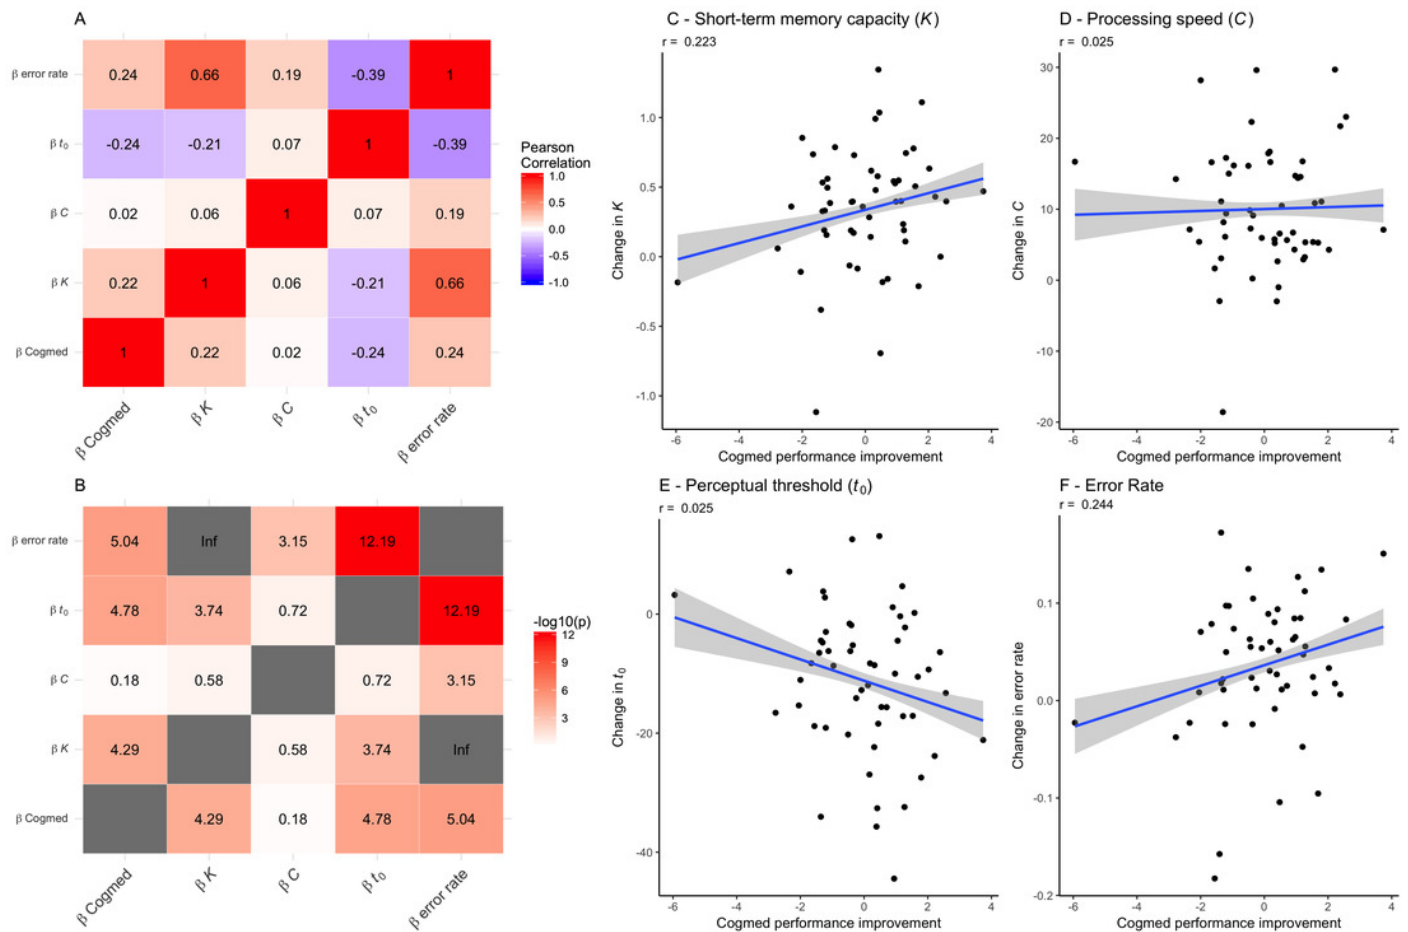 A
β error rate 0.24 0.66 0.19 -0.39 1
β t0 -0.24 -0.21 0.07 1 -0.39
β C 0.02 0.06 1 0.07 0.19
β K 0.22 1 0.06 -0.21 0.66
β Cogmed 1 0.22 0.02 -0.24 0.24
β Cogmed β K β C β t0 β error rate
Pearson
Correlation
1.0
0.5
0.0
-0.5
-1.0
B
β error rate 5.04 Inf 3.15 12.19
β t0 4.78 3.74 0.72 12.19
β C 0.18 0.58 0.72 3.15
β K 4.29 0.58 3.74 Inf
β Cogmed 4.29 0.18 4.78 5.04
β Cogmed β K β C β t0 β error rate
-log10(p)
12
9
6
3
C - Short-term memory capacity (K)
r = 0.223
Change in K
1.0
0.5
0.0
-0.5
-1.0
-6 -4 -2 0 2 4
Cogmed performance improvement
D - Processing speed (C)
r = 0.025
Change in C
30
20
10
0
-10
-20
-6 -4 -2 0 2 4
Cogmed performance improvement
E - Perceptual threshold (t0)
r = 0.025
Change in t0
0
-20
-40
-6 -4 -2 0 2 4
Cogmed performance improvement
F - Error Rate
r = 0.244
Change in error rate
0.1
0.0
-0.1
-0.2
-6 -4 -2 0 2 4
Cogmed performance improvement